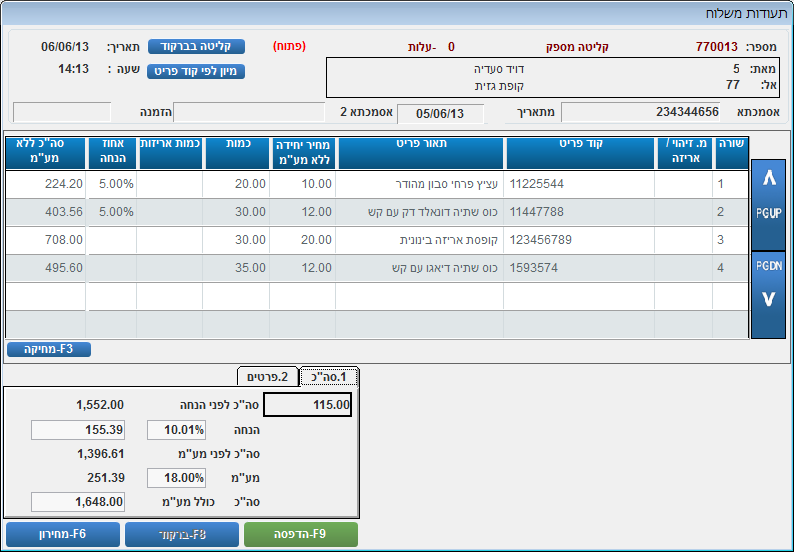 תעודות משלוח
מספר: 770013 קליטה מספק 0 -עלות (פתוח) קליטה בברקוד תאריך: 06/06/13
מאת: 5 דויד סעדיה מיון לפי קוד פריט שעה : 14:13
אל: 77 קופת גזית
אסמכתא 234344656 מתאריך 05/06/13 אסמכתא 2 הזמנה
שורה מ. זיהוי / אריזה קוד פריט תאור פריט מחיר יחידה ללא מע"מ כמות כמות אריזות אחוז הנחה סה"כ ללא מע"מ
1 11225544 עציץ פרחי סבון מהודר 10.00 20.00 5.00% 224.20
2 11447788 כוס שתיה דונאלד דק עם קש 12.00 30.00 5.00% 403.56
3 123456789 קופסת אריזה בינונית 20.00 30.00 708.00
4 1593574 כוס שתיה דיאגו עם קש 12.00 35.00 495.60
PGUP
PGDN
F3-מחיקה
1.סה"כ 2.פרטים
115.00 סה"כ לפני הנחה 1,552.00
הנחה 10.01% 155.39
סה"כ לפני מע"מ 1,396.61
מע"מ 18.00% 251.39
סה"כ כולל מע"מ 1,648.00
F9-הדפסה F8-ברקוד F6-מחירון